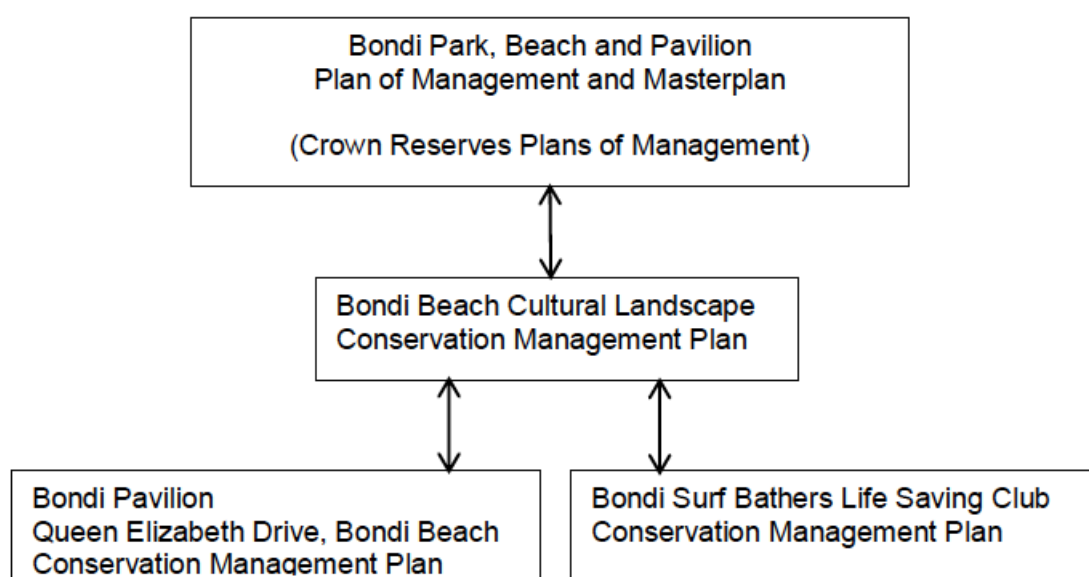 Bondi Park, Beach and Pavilion
Plan of Management and Masterplan
(Crown Reserves Plans of Management)
Bondi Beach Cultural Landscape
Conservation Management Plan
Bondi Pavilion
Queen Elizabeth Drive, Bondi Beach
Conservation Management Plan
Bondi Surf Bathers Life Saving Club
Conservation Management Plan